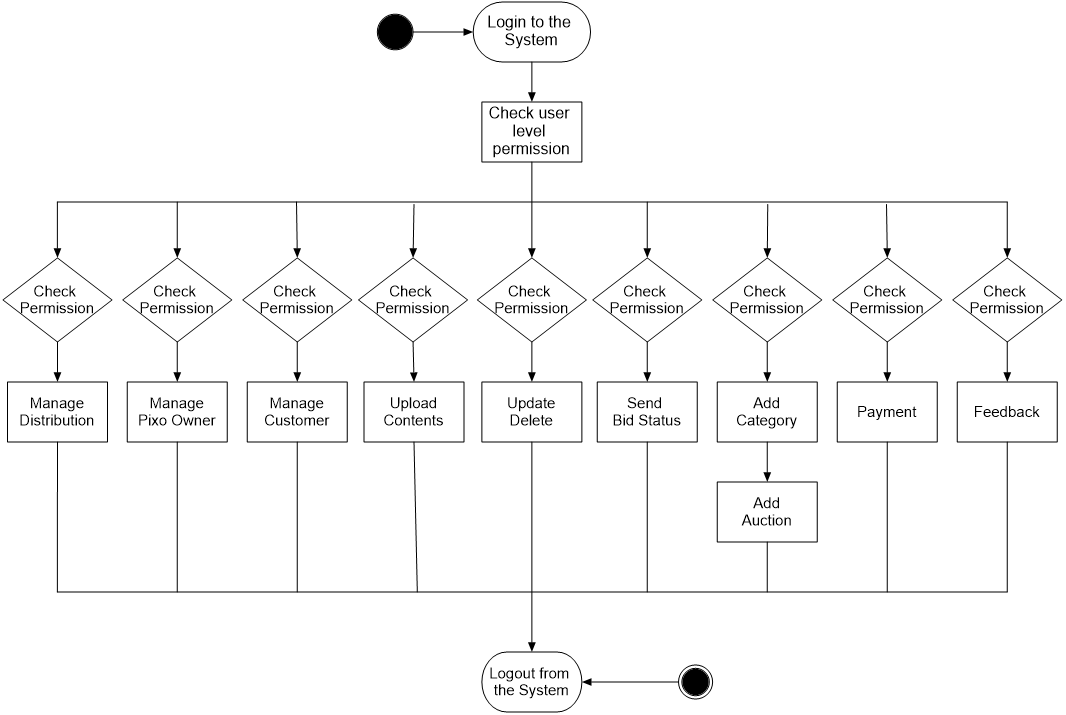 Login to the
System
Check user
level
permission
Check
Permission
Check
Permission
Check
Permission
Check
Permission
Check
Permission
Check
Permission
Check
Permission
Check
Permission
Check
Permission
Manage
Distribution
Manage
Pixo Owner
Manage
Customer
Upload
Contents
Update
Delete
Send
Bid Status
Add
Category
Payment
Feedback
Add
Auction
Logout from
the System